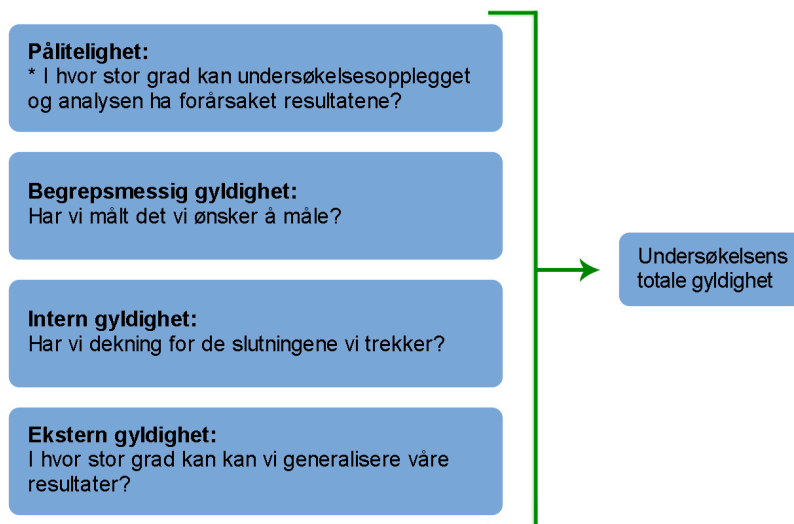 Pålitelighet:
* I hvor stor grad kan undersøkelsesopplegget
og analysen ha forårsaket resultatene?
Begrepsmessig gyldighet:
Har vi målt det vi ønsker å måle?
Intern gyldighet:
Har vi dekning for de slutningene vi trekker?
Ekstern gyldighet:
I hvor stor grad kan kan vi generalisere våre
resultater?
Undersøkelsens
totale gyldighet